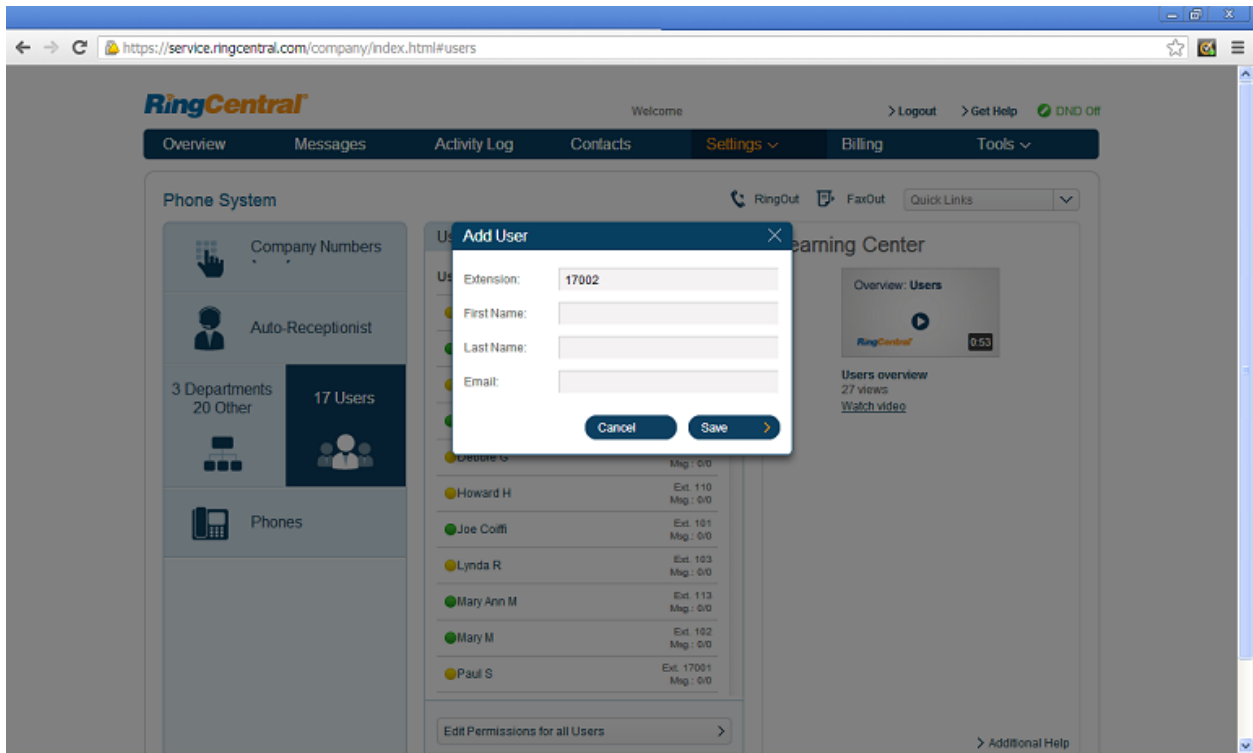 https://service.ringcentral.com/company/index.html#users
RingCentral
Welcome
> Logout
> Get Help
DND Off
Overview
Messages
Activity Log
Contacts
Settings
Billing
Tools
Phone System
RingOut
FaxOut
Quick Links
Company Numbers
Auto-Receptionist
3 Departments
20 Other
17 Users
Phones
Us
Us
Add User
Extension:
17002
First Name:
Last Name:
Email:
Cancel
Save >
Msg.: 0/0
Howard H
Ext. 110
Msg.: 0/0
Joe Coiffi
Ext. 101
Msg.: 0/0
Lynda R
Ext. 103
Msg.: 0/0
Mary Ann M
Ext. 113
Msg.: 0/0
Mary M
Ext. 102
Msg.: 0/0
Paul S
Ext. 17001
Msg.: 0/0
Edit Permissions for all Users >
earning Center
Overview: Users
RingCentral
0:53
Users overview
27 views
Watch video
> Additional Help